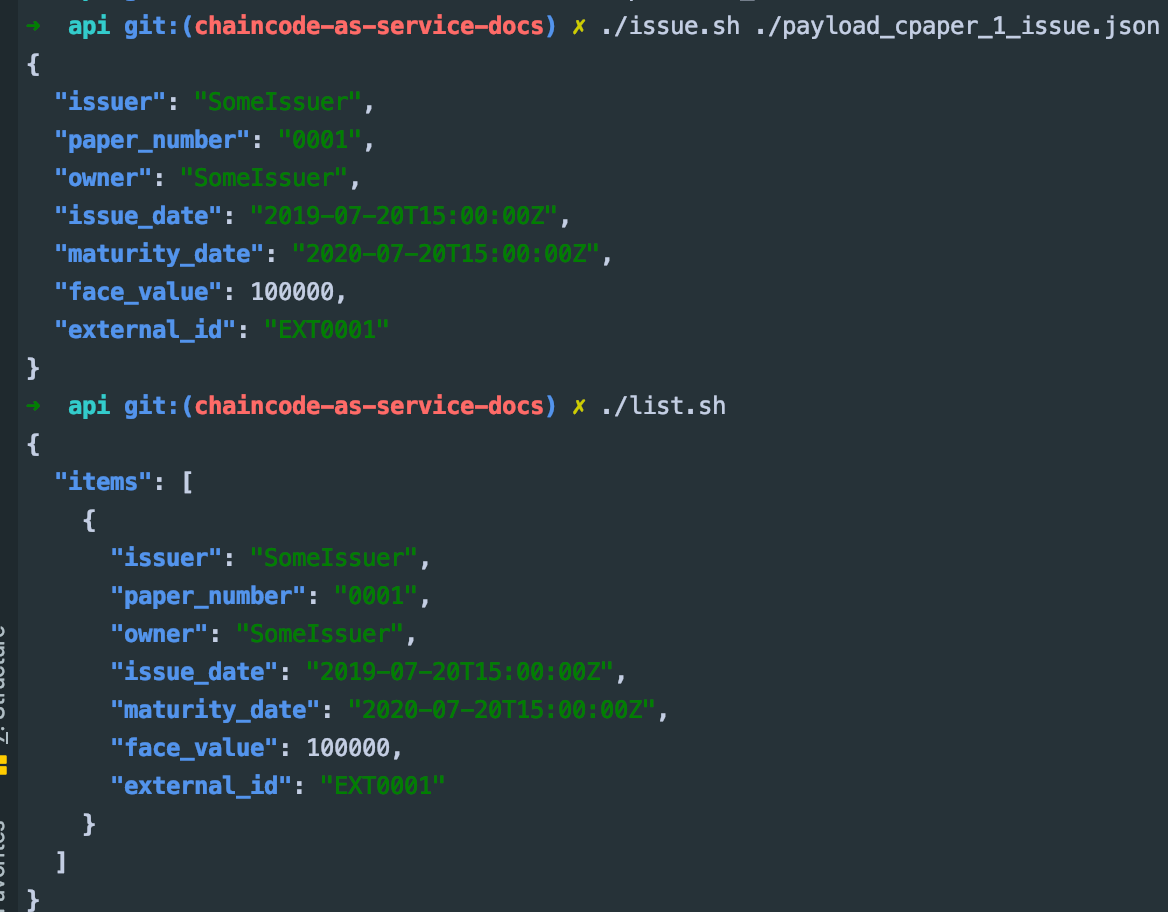 ➜  api git:(chaincode-as-service-docs) ✗ ./issue.sh ./payload_cpaper_1_issue.json
{
  "issuer": "SomeIssuer",
  "paper_number": "0001",
  "owner": "SomeIssuer",
  "issue_date": "2019-07-20T15:00:00Z",
  "maturity_date": "2020-07-20T15:00:00Z",
  "face_value": 100000,
  "external_id": "EXT0001"
}
➜  api git:(chaincode-as-service-docs) ✗ ./list.sh
{
  "items": [
    {
      "issuer": "SomeIssuer",
      "paper_number": "0001",
      "owner": "SomeIssuer",
      "issue_date": "2019-07-20T15:00:00Z",
      "maturity_date": "2020-07-20T15:00:00Z",
      "face_value": 100000,
      "external_id": "EXT0001"
    }
  ]
}
Z: Structure
Favorites